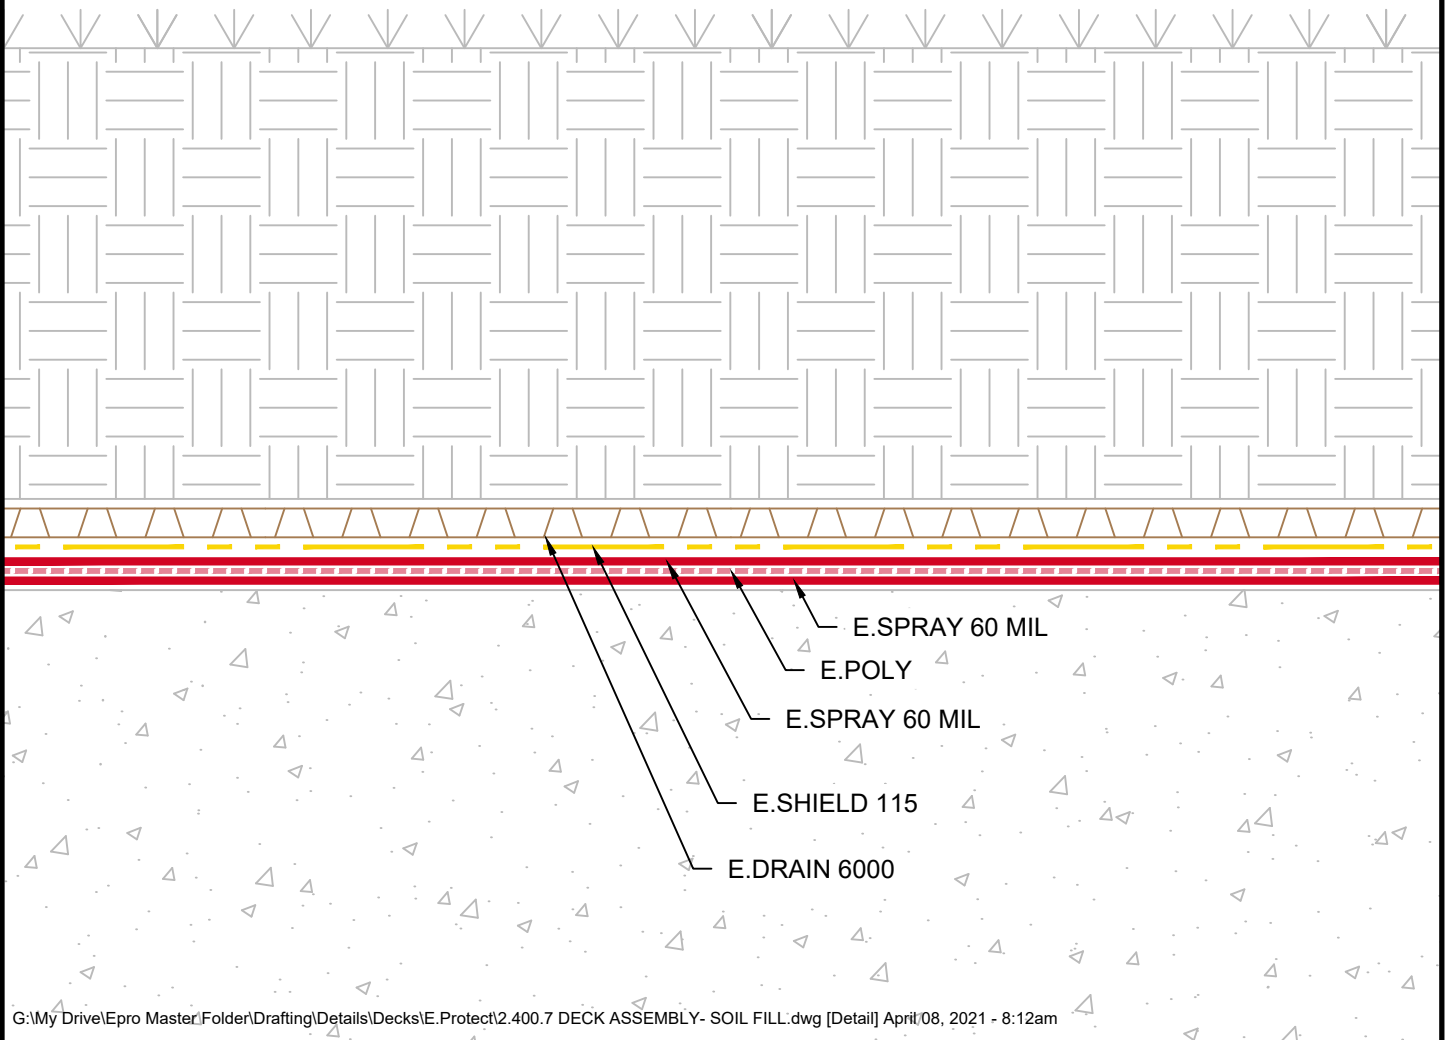 E.SPRAY 60 MIL
E.POLY
E.SPRAY 60 MIL
E.SHIELD 115
E.DRAIN 6000
G:\My Drive\Epro Master Folder\Drafting\Details\Decks\E.Protect\2.400.7 DECK ASSEMBLY- SOIL FILL.dwg [Detail] April 08, 2021 - 8:12am